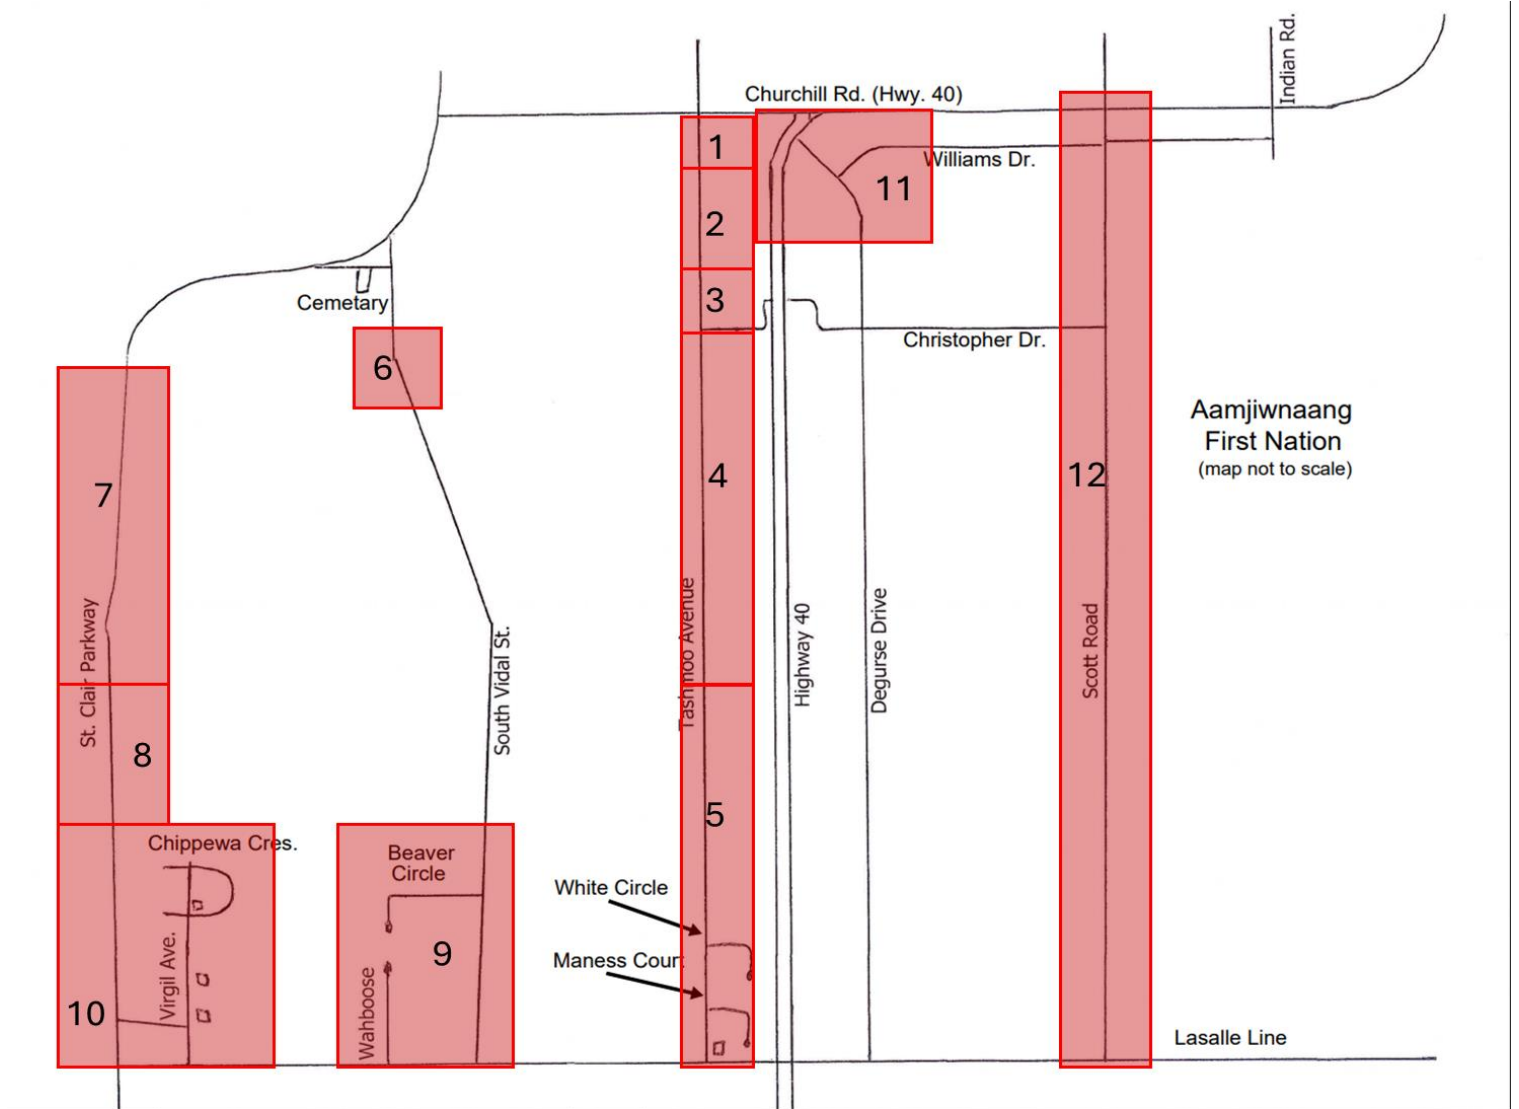 Indian Rd.
Churchill Rd. (Hwy. 40)
1
Williams Dr.
11
2
Cemetary
3
Christopher Dr.
6
Aamjiwnaang
First Nation
(map not to scale)
12
4
7
St. Clair Parkway
South Vidal St.
Tashmoo Avenue
Highway 40
Degurse Drive
Scott Road
8
5
Chippewa Cres.
Beaver
Circle
White Circle
9
Maness Court
Virgil Ave.
Wahboose
10
Lasalle Line